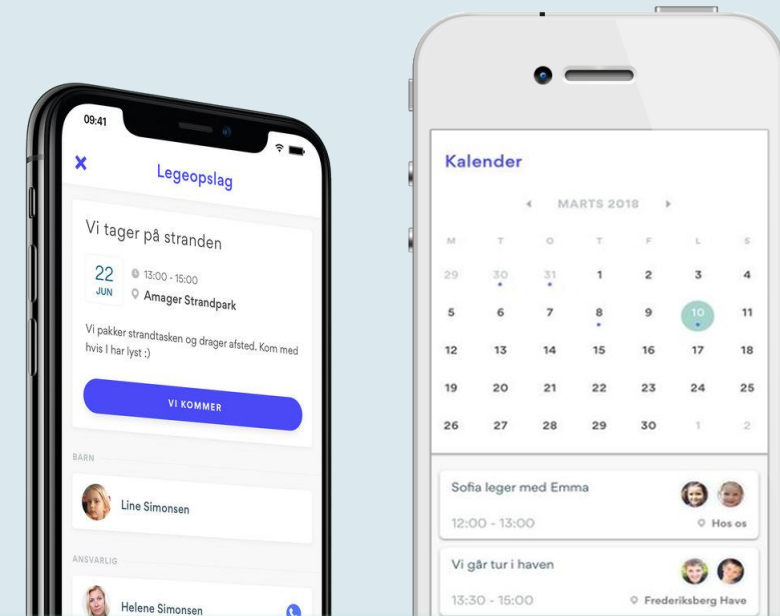 09:41
Legeopslag
Vi tager på stranden
22
JUN
13:00 - 15:00
Amager Strandpark
Vi pakker strandtasken og drager afsted. Kom med
hvis I har lyst :)
VI KOMMER
BARN
Line Simonsen
ANSVARLIG
Helene Simonsen
Kalender
MARTS 2018
M T O T F L S
29 30 31 1 2 3 4
5 6 7 8 9 10 11
12 13 14 15 16 17 18
19 20 21 22 23 24 25
26 27 28 29 30 1 2
Sofia leger med Emma
12:00 - 13:00 Hos os
Vi går tur i haven
13:30 - 15:00 Frederiksberg Have